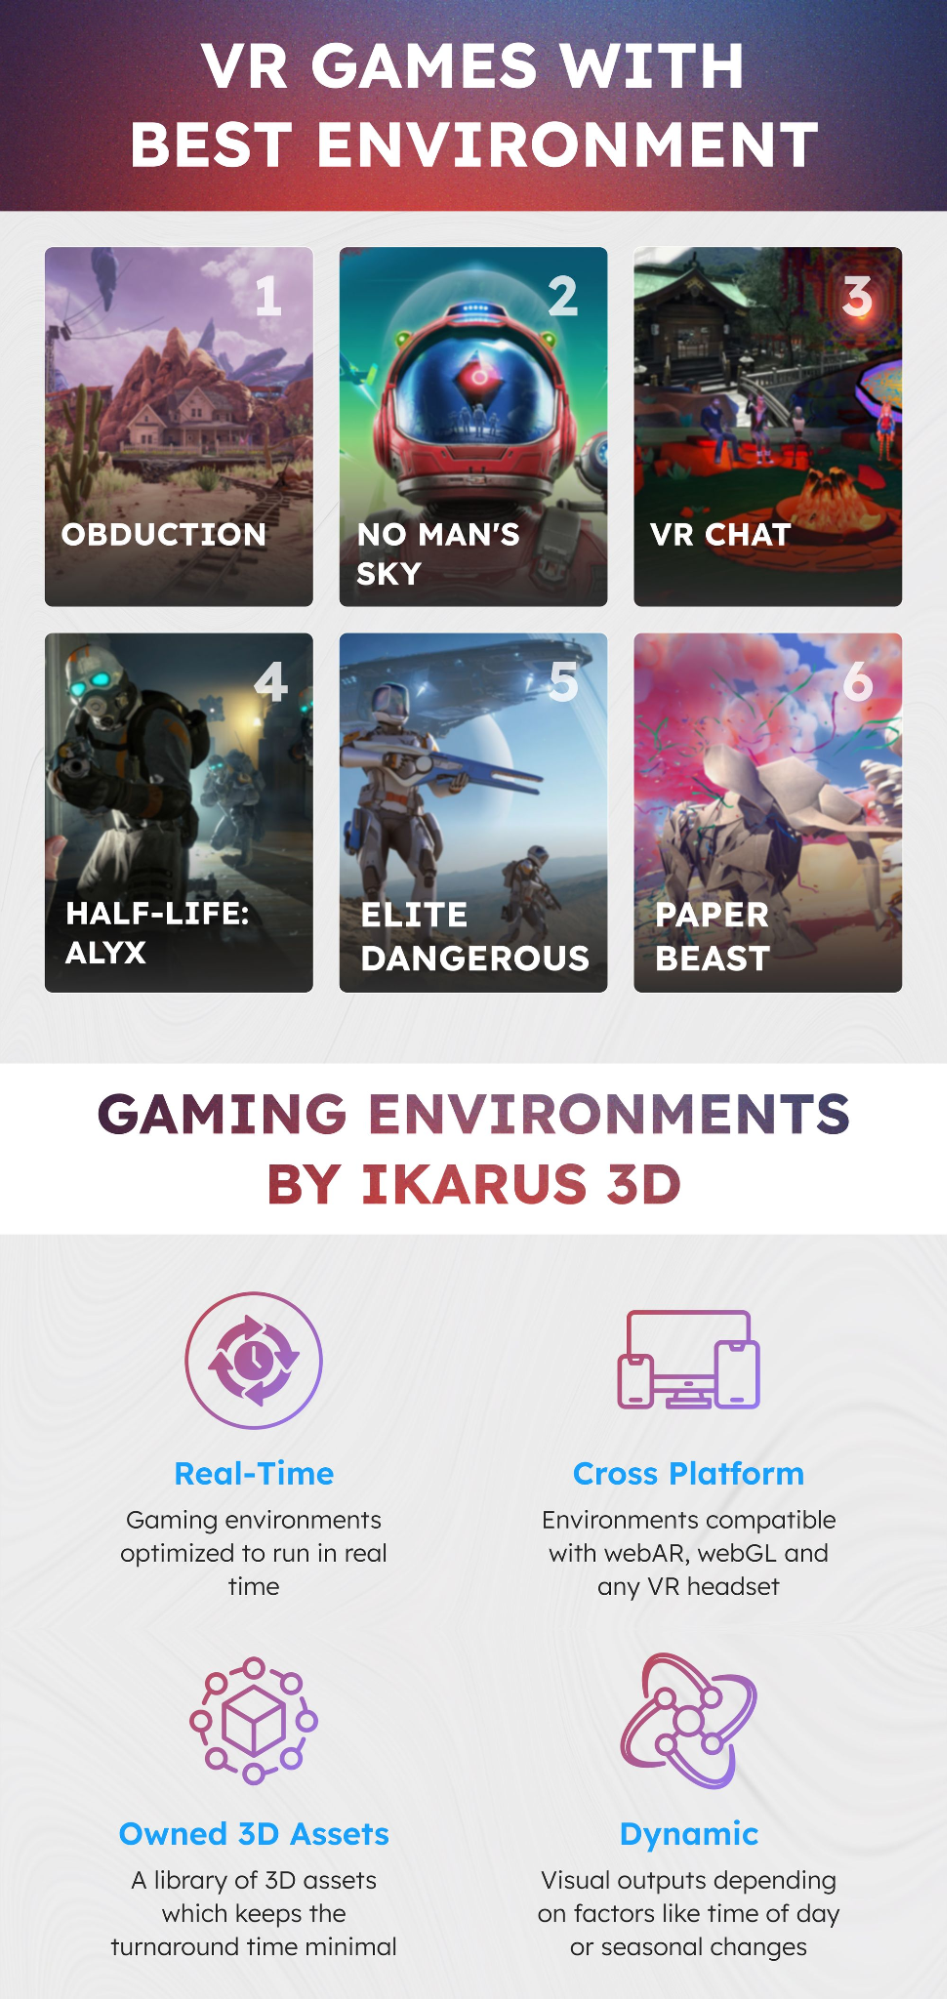 VR GAMES WITH
BEST ENVIRONMENT
1
OBDUCTION
2
NO MAN'S
SKY
3
VR CHAT
4
HALF-LIFE:
ALYX
5
ELITE
DANGEROUS
6
PAPER
BEAST
GAMING ENVIRONMENTS
BY IKARUS 3D
Real-Time
Gaming environments
optimized to run in real
time
Cross Platform
Environments compatible
with webAR, webGL and
any VR headset
Owned 3D Assets
A library of 3D assets
which keeps the
turnaround time minimal
Dynamic
Visual outputs depending
on factors like time of day
or seasonal changes